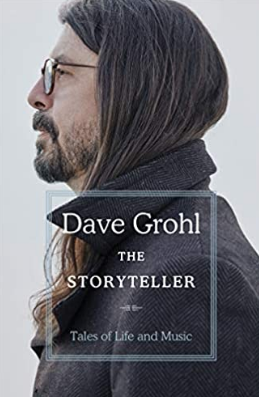 Dave Grohl
THE
STORYTELLER
Tales of Life and Music